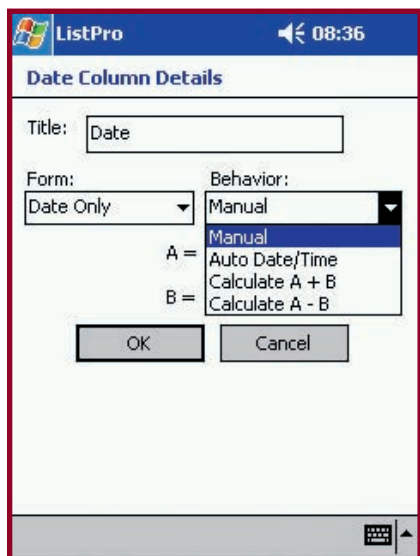 ListPro 08:36
Date Column Details
Title: Date
Form: Behavior:
Date Only Manual
Manual
Auto Date/Time
A = Calculate A + B
B = Calculate A - B
OK Cancel